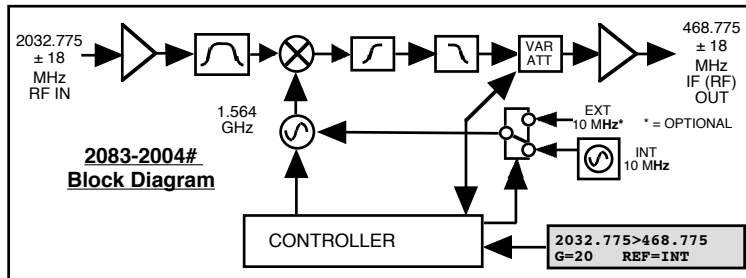 2032.775
± 18
MHz
RF IN
VAR
ATT
468.775
± 18
MHz
IF (RF)
OUT
1.564
GHz
EXT
10 MHz*
* = OPTIONAL
INT
10 MHz
2083-2004#
Block Diagram
CONTROLLER
2032.775>468.775
G=20 REF=INT